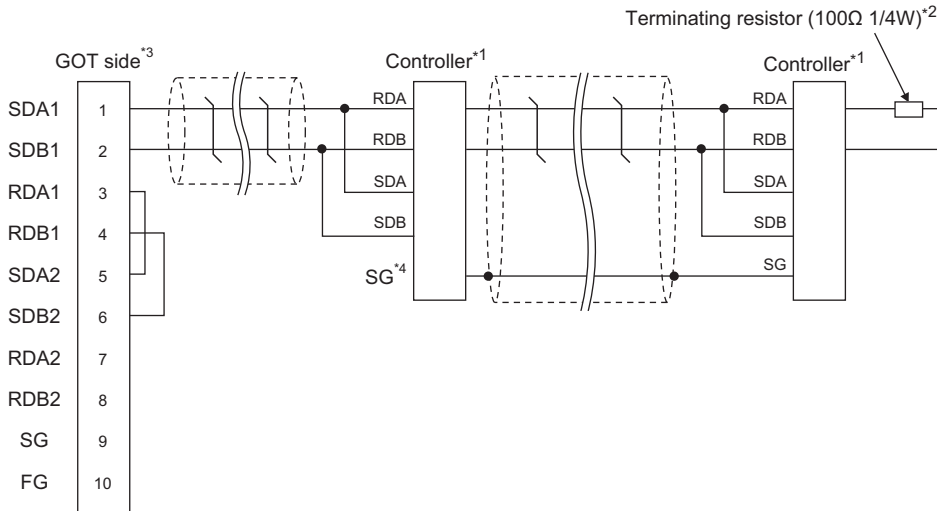 Terminating resistor (100Ω 1/4W)*2
GOT side*3
Controller*1
Controller*1
SDA1 1 RDA RDA
SDB1 2 RDB RDB
RDA1 3 SDA SDA
RDB1 4 SDB SDB
SDA2 5 SG*4 SG
SDB2 6
RDA2 7
RDB2 8
SG 9
FG 10